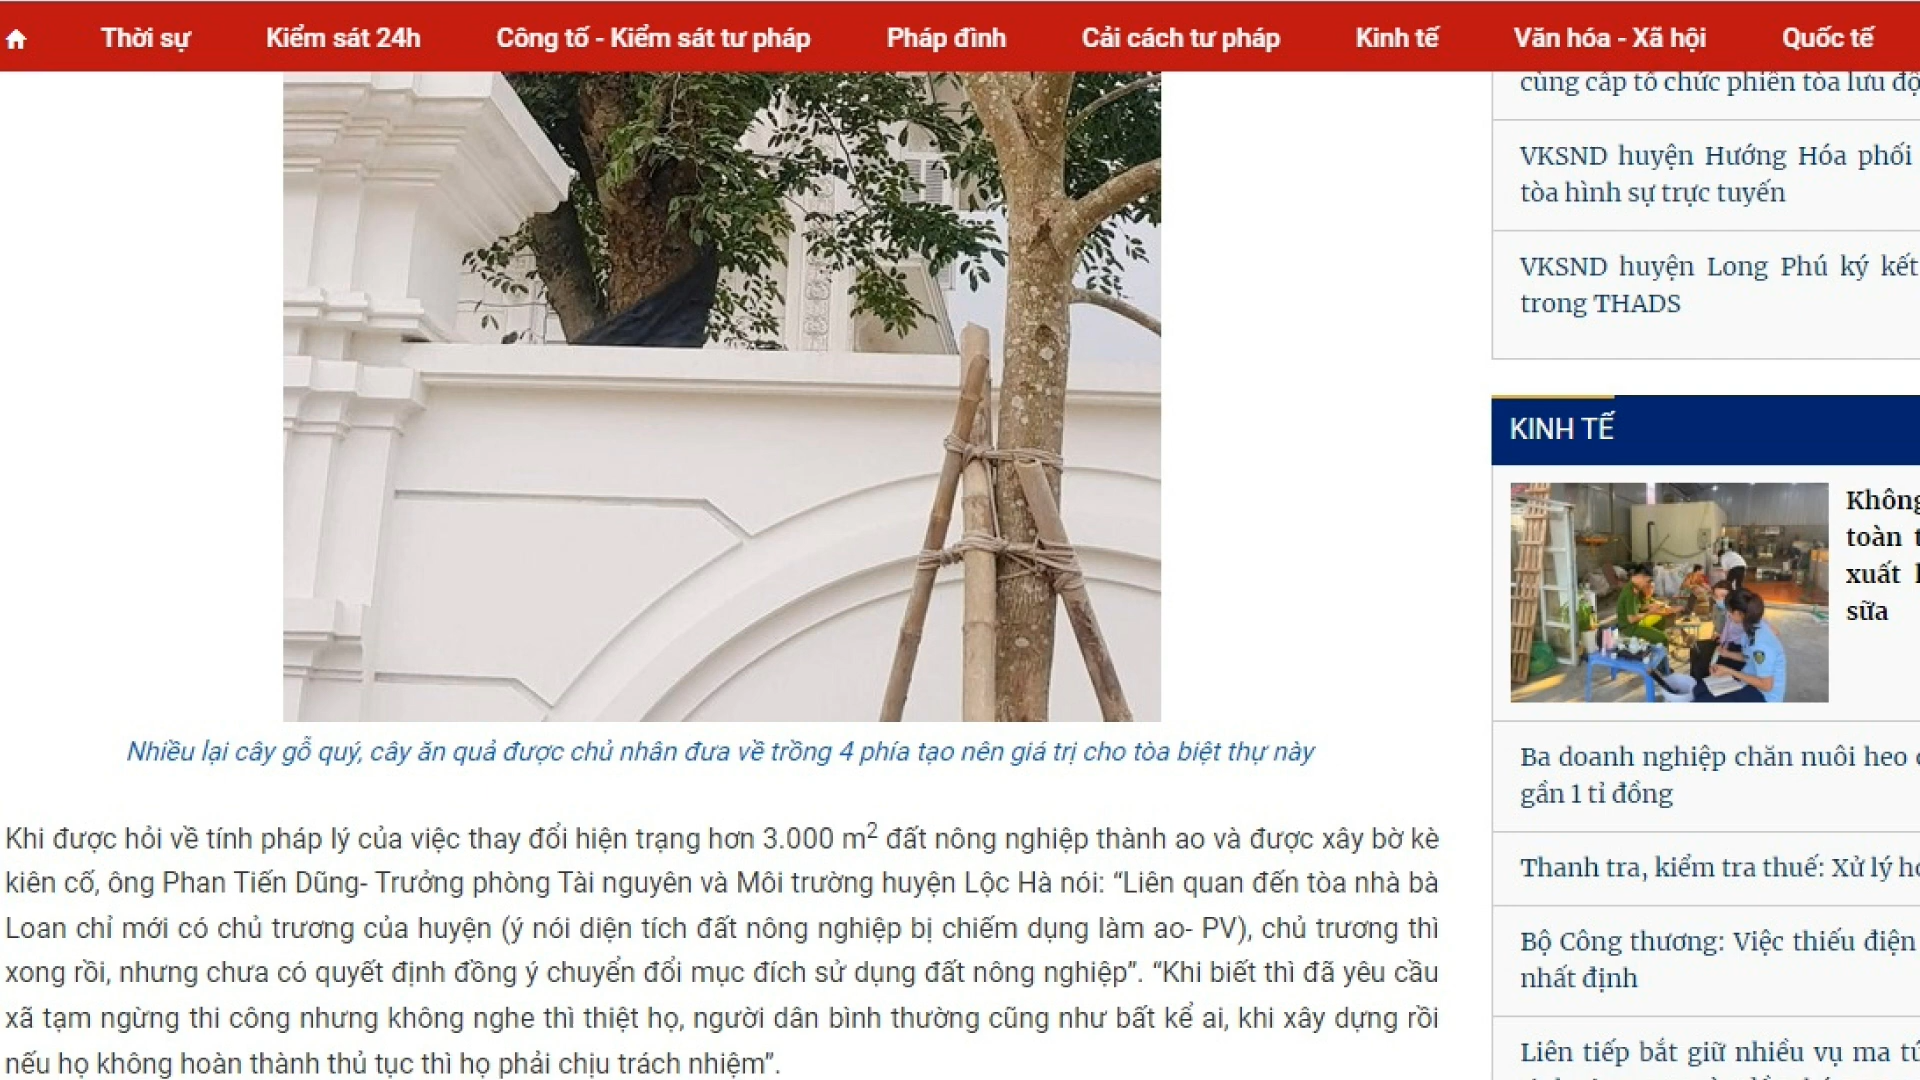 Thời sự Kiểm sát 24h Công tố - Kiểm sát tư pháp Pháp đình Cải cách tư pháp Kinh tế Văn hóa - Xã hội Quốc tế
Nhiều lại cây gỗ quý, cây ăn quả được chủ nhân đưa về trồng 4 phía tạo nên giá trị cho tòa biệt thự này
Khi được hỏi về tính pháp lý của việc thay đổi hiện trạng hơn 3.000 m² đất nông nghiệp thành ao và được xây bờ kè
kiên cố, ông Phan Tiến Dũng- Trưởng phòng Tài nguyên và Môi trường huyện Lộc Hà nói: “Liên quan đến tòa nhà bà
Loan chỉ mới có chủ trương của huyện (ý nói diện tích đất nông nghiệp bị chiếm dụng làm ao- PV), chủ trương thì
xong rồi, nhưng chưa có quyết định đồng ý chuyển đổi mục đích sử dụng đất nông nghiệp”. “Khi biết thì đã yêu cầu
xã tạm ngừng thi công nhưng không nghe thì thiệt họ, người dân bình thường cũng như bất kể ai, khi xây dựng rồi
nếu họ không hoàn thành thủ tục thì họ phải chịu trách nhiệm”.
cùng cấp tổ chức phiên tòa lưu
VKSND huyện Hướng Hóa phối
tòa hình sự trực tuyến
VKSND huyện Long Phú ký kết
trong THADS
KINH TẾ
Không
toàn
xuất
sữa
Ba doanh nghiệp chăn nuôi heo
gần 1 tỉ đồng
Thanh tra, kiểm tra thuế: Xử lý
Bộ Công thương: Việc thiếu điện
nhất định
Liên tiếp bắt giữ nhiều vụ ma